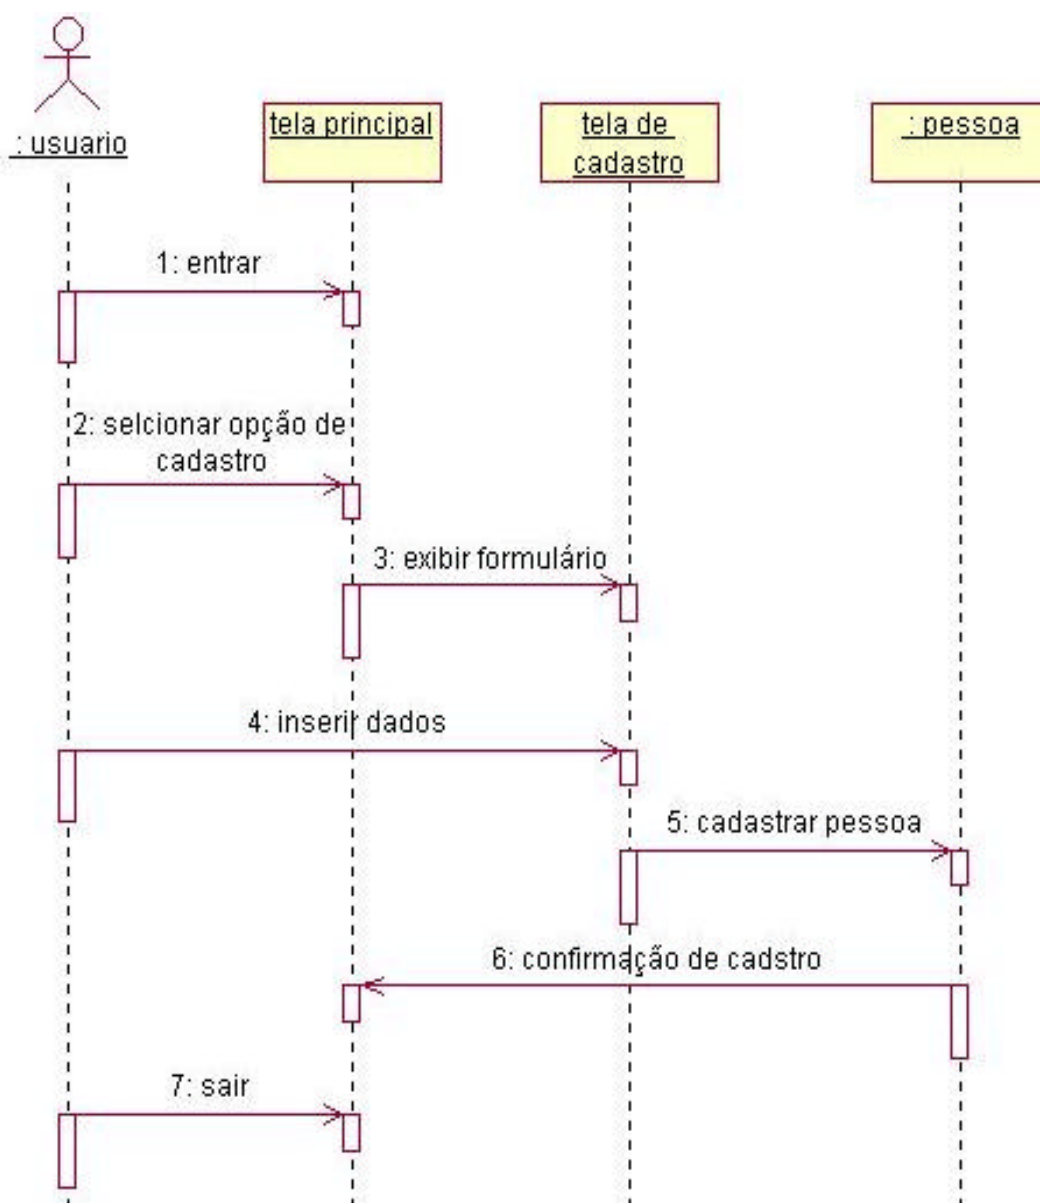 : usuario
tela principal
tela de
cadastro
: pessoa
1: entrar
2: selcionar opção de
cadastro
3: exibir formulário
4: inserir dados
5: cadastrar pessoa
6: confirmação de cadstro
7: sair